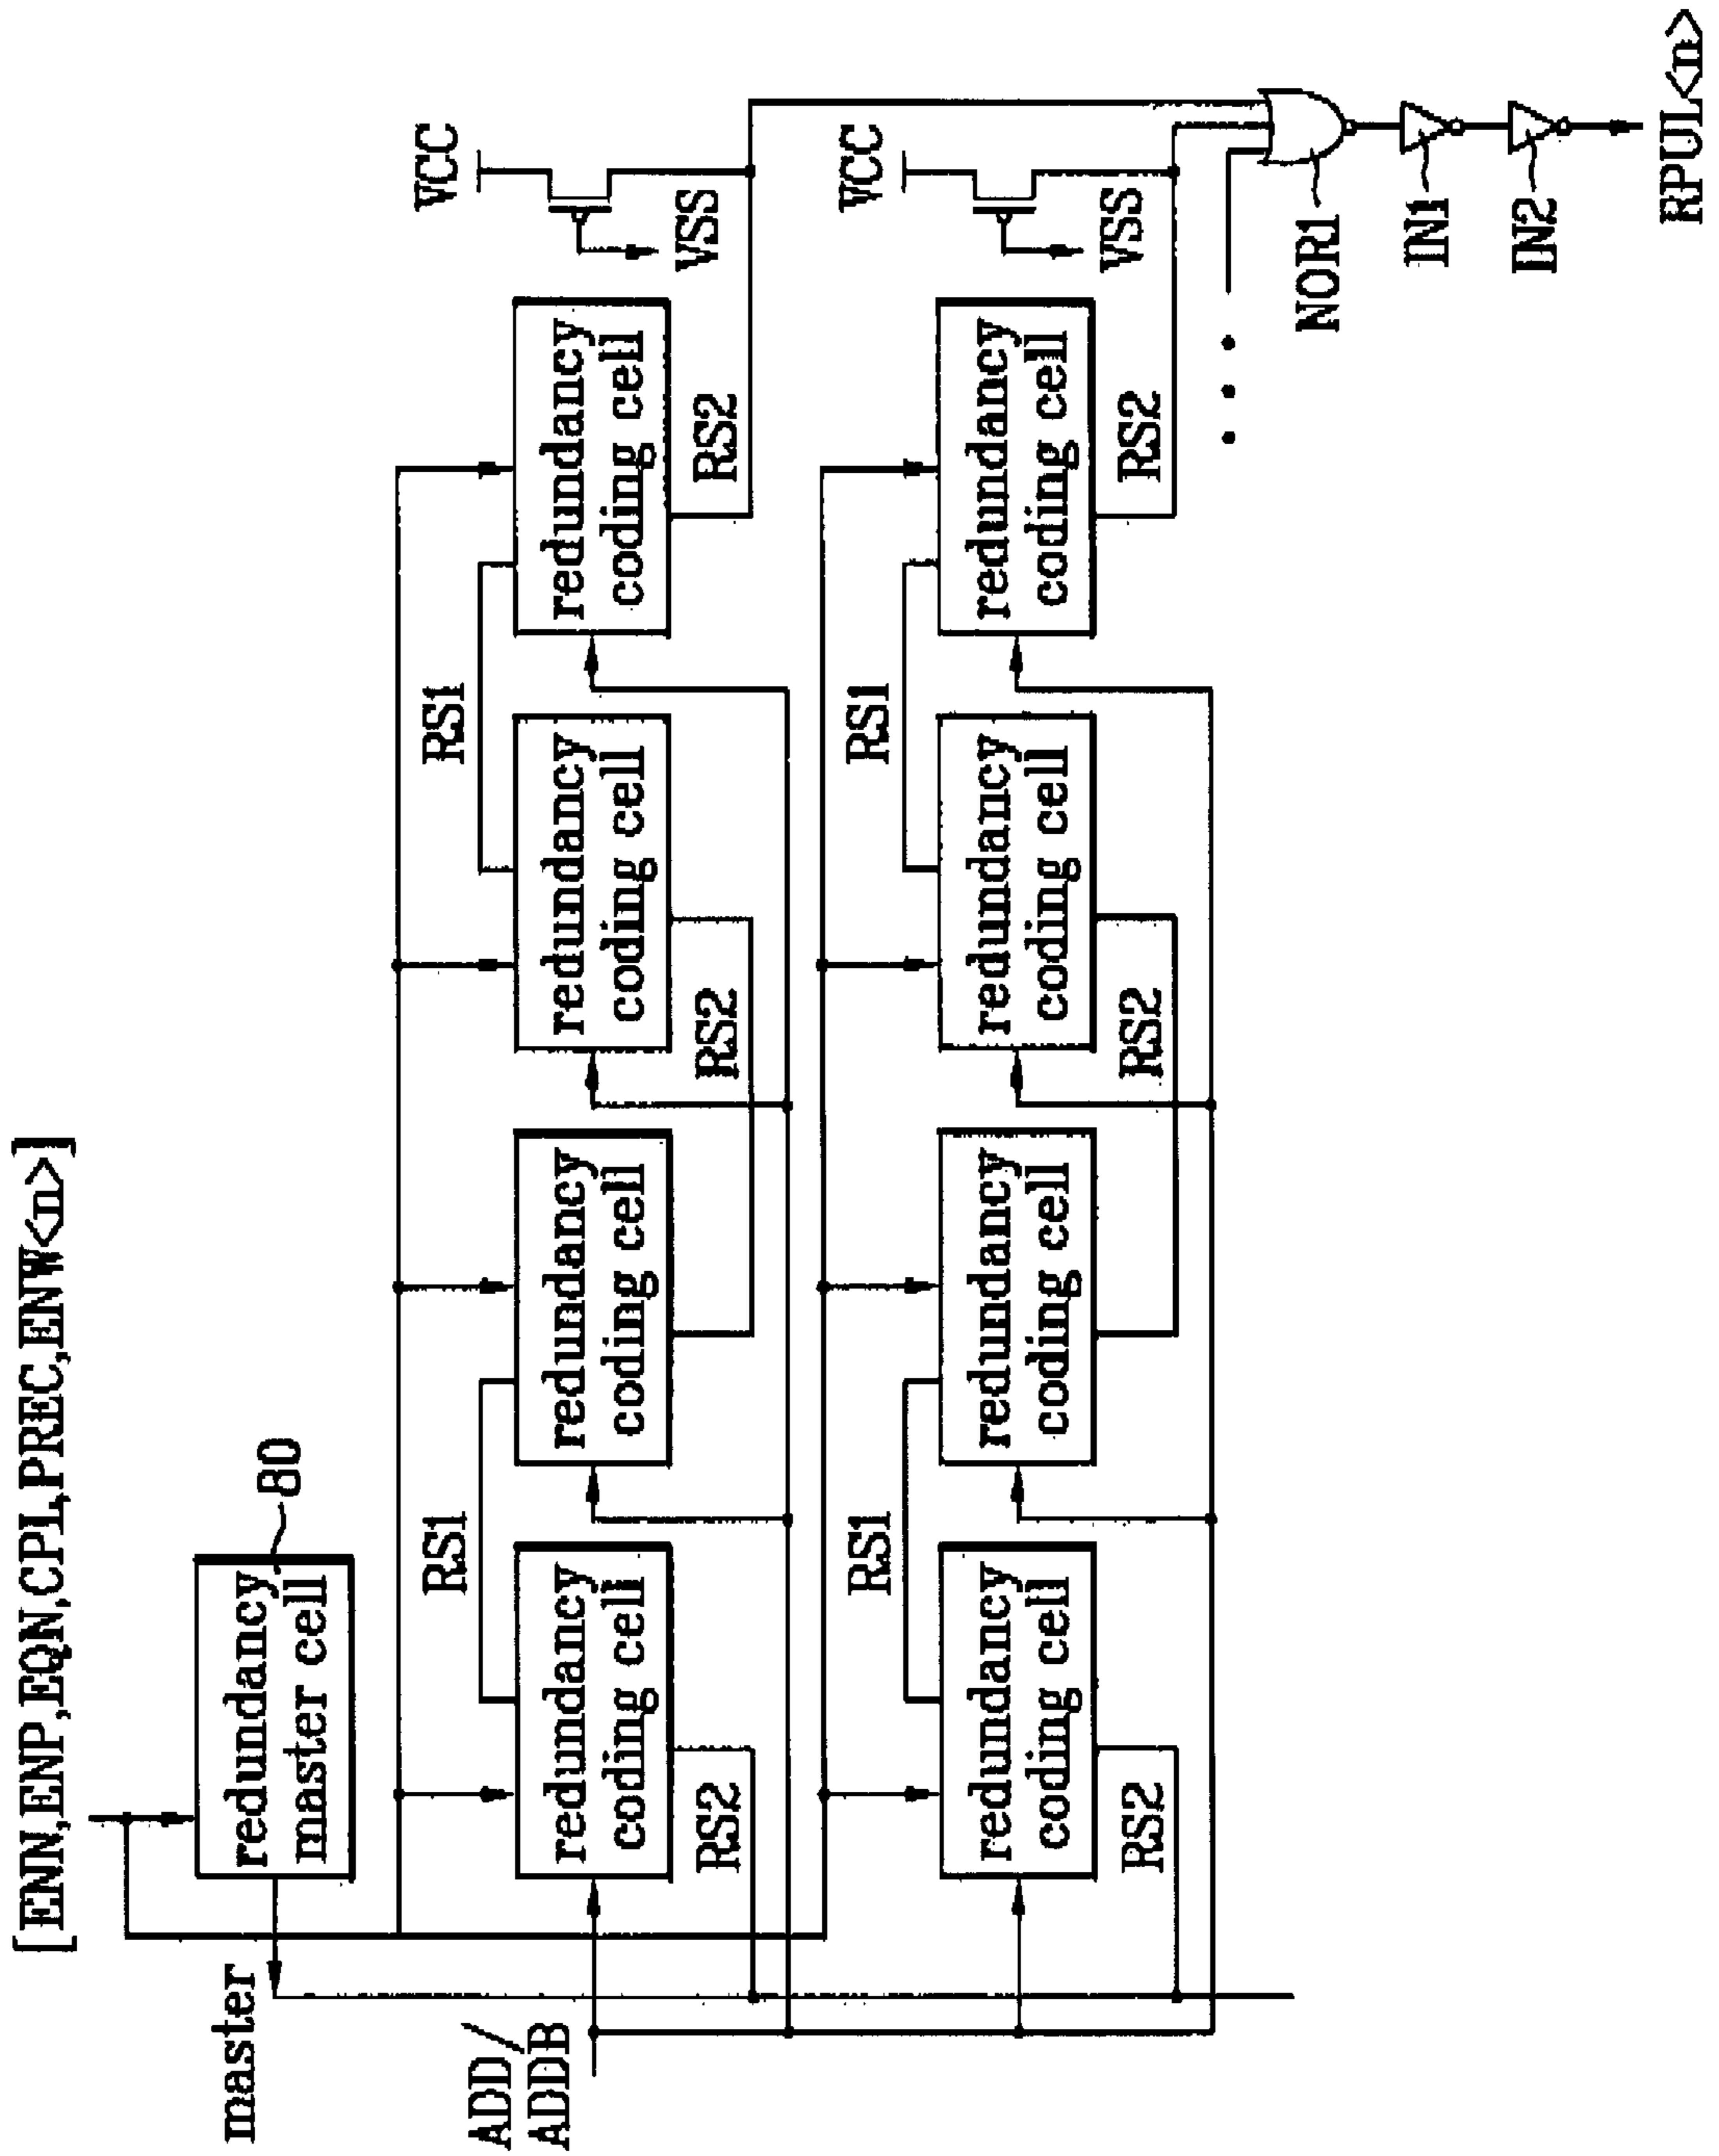 [ENN,ENP,EQN,CPL,PREC,ENW<n>]
redundancy
master cell
80
master
ADD/
ADDB
redundancy
coding cell
RS1
RS2
redundancy
coding cell
RS2
redundancy
coding cell
RS1
RS2
redundancy
coding cell
VCC
VSS
redundancy
coding cell
RS1
RS2
redundancy
coding cell
RS2
redundancy
coding cell
RS1
RS2
redundancy
coding cell
VCC
VSS
NOR1
IN1
IN2
RPUL<n>